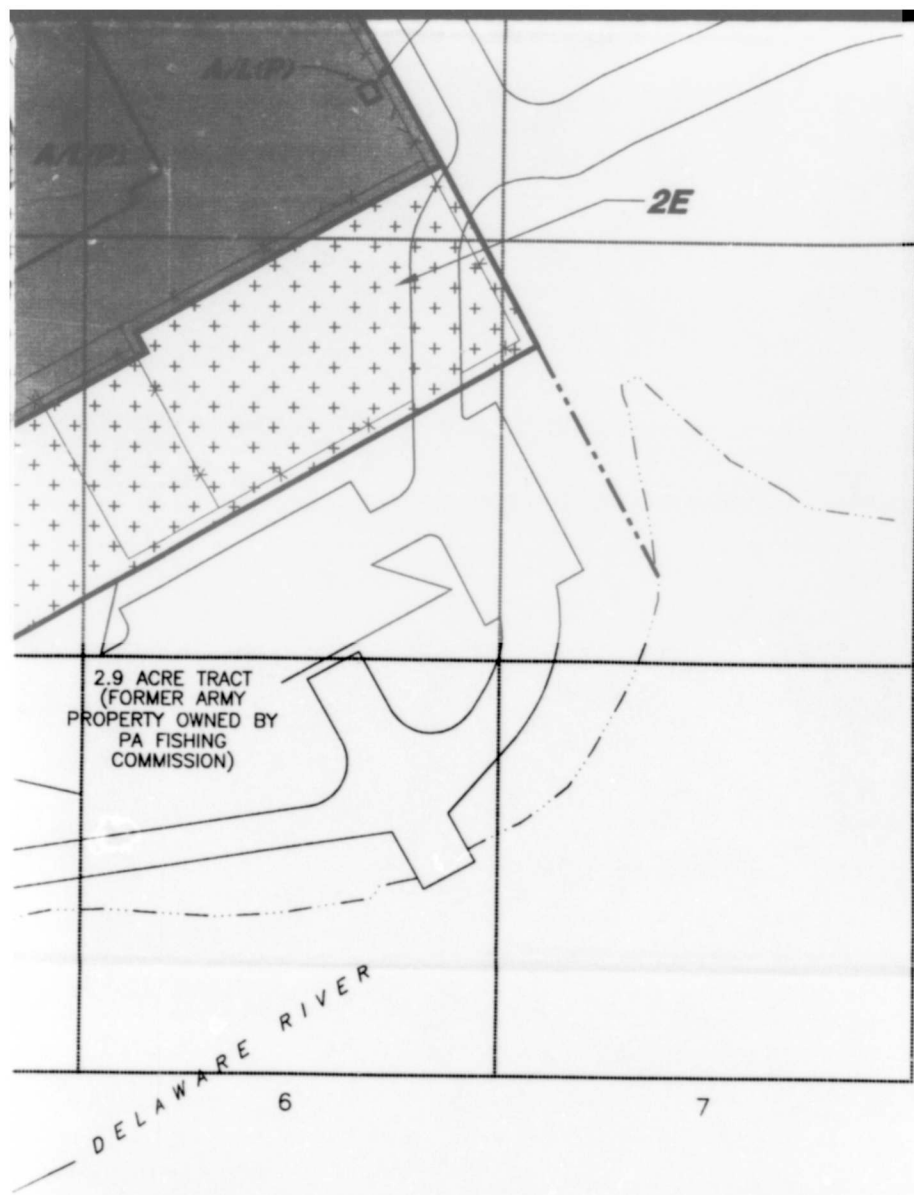 A/L(P)
A/L(P)
2E
2.9 ACRE TRACT
(FORMER ARMY
PROPERTY OWNED BY
PA FISHING
COMMISSION)
DELAWARE RIVER
6
7